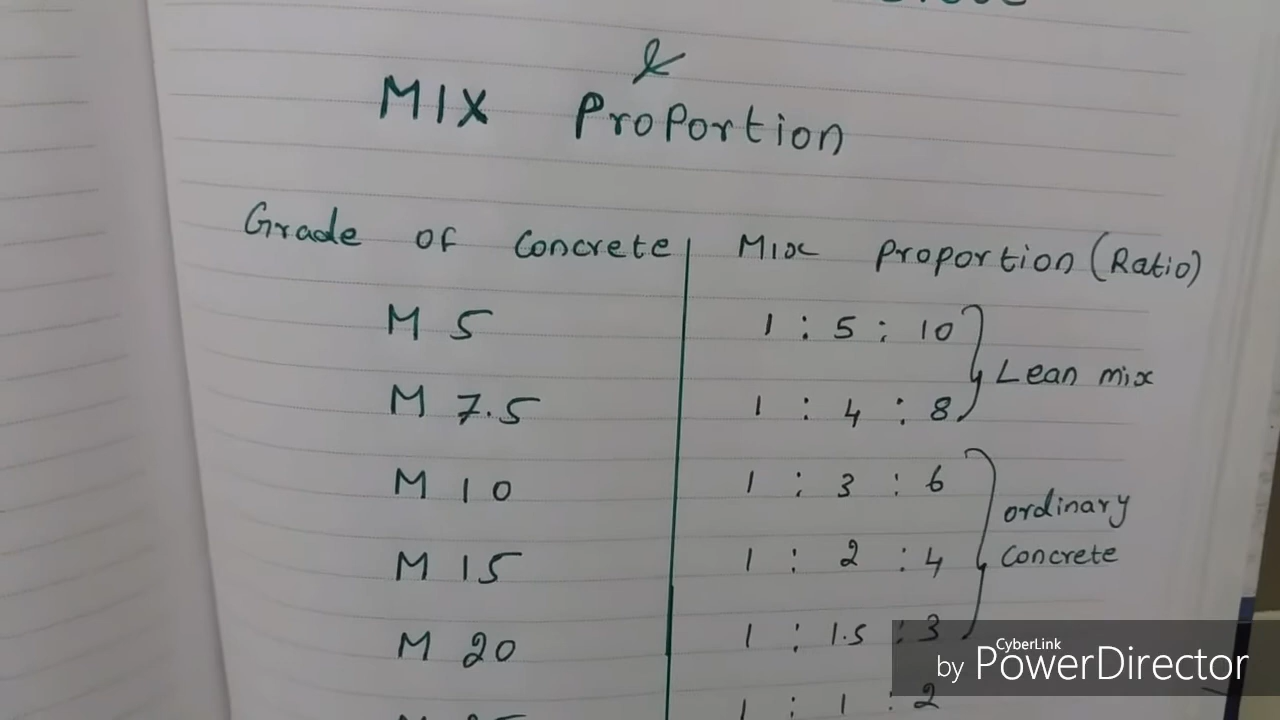 &
MIX Proportion
Grade of Concrete Mix Proportion (Ratio)
M 5 1 : 5 : 10
Lean mix
M 7.5 1 : 4 : 8
M 10 1 : 3 : 6
ordinary
M 15 1 : 2 : 4
Concrete
M 20 1 : 1.5 : 3
1 : 1 : 2
CyberLink
by PowerDirector